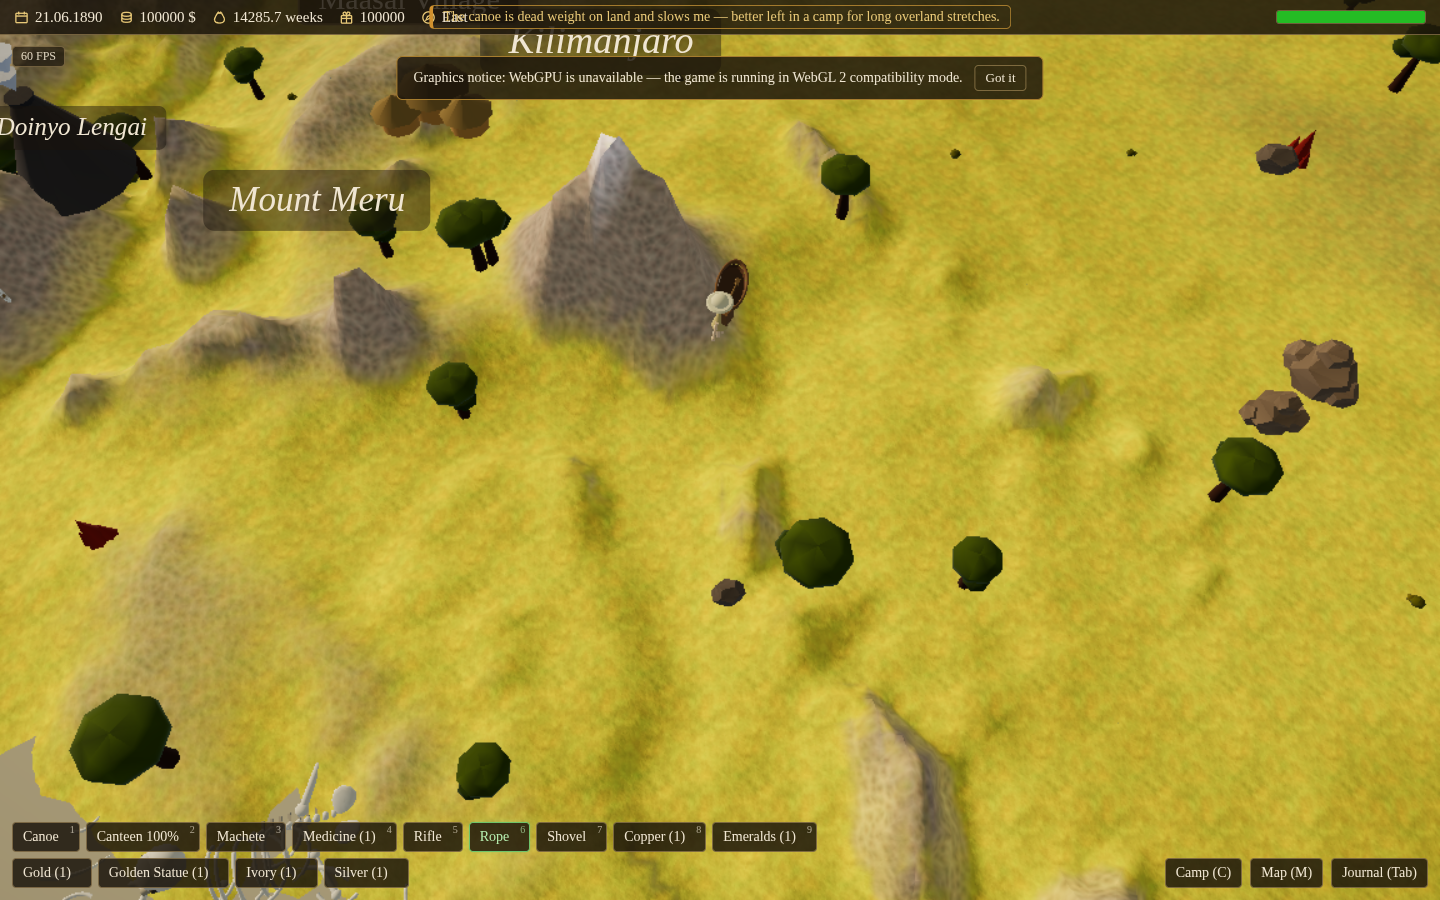 Maasai Village
21.06.1890
100000 $
14285.7 weeks
100000
East
The canoe is dead weight on land and slows me — better left in a camp for long overland stretches.
Kilimanjaro
60 FPS
Graphics notice: WebGPU is unavailable — the game is running in WebGL 2 compatibility mode.
Got it
Doinyo Lengai
Mount Meru
Canoe 1
Canteen 100% 2
Machete 3
Medicine (1) 4
Rifle 5
Rope 6
Shovel 7
Copper (1) 8
Emeralds (1) 9
Gold (1)
Golden Statue (1)
Ivory (1)
Silver (1)
Camp (C)
Map (M)
Journal (Tab)